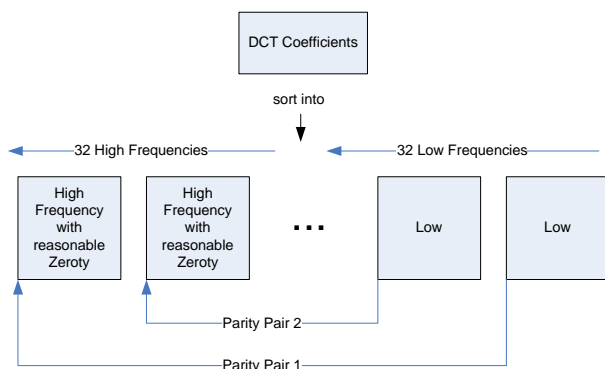 DCT Coefficients
sort into
32 High Frequencies
32 Low Frequencies
High
Frequency
with
reasonable
Zeroty
High
Frequency
with
reasonable
Zeroty
...
Low
Low
Parity Pair 2
Parity Pair 1